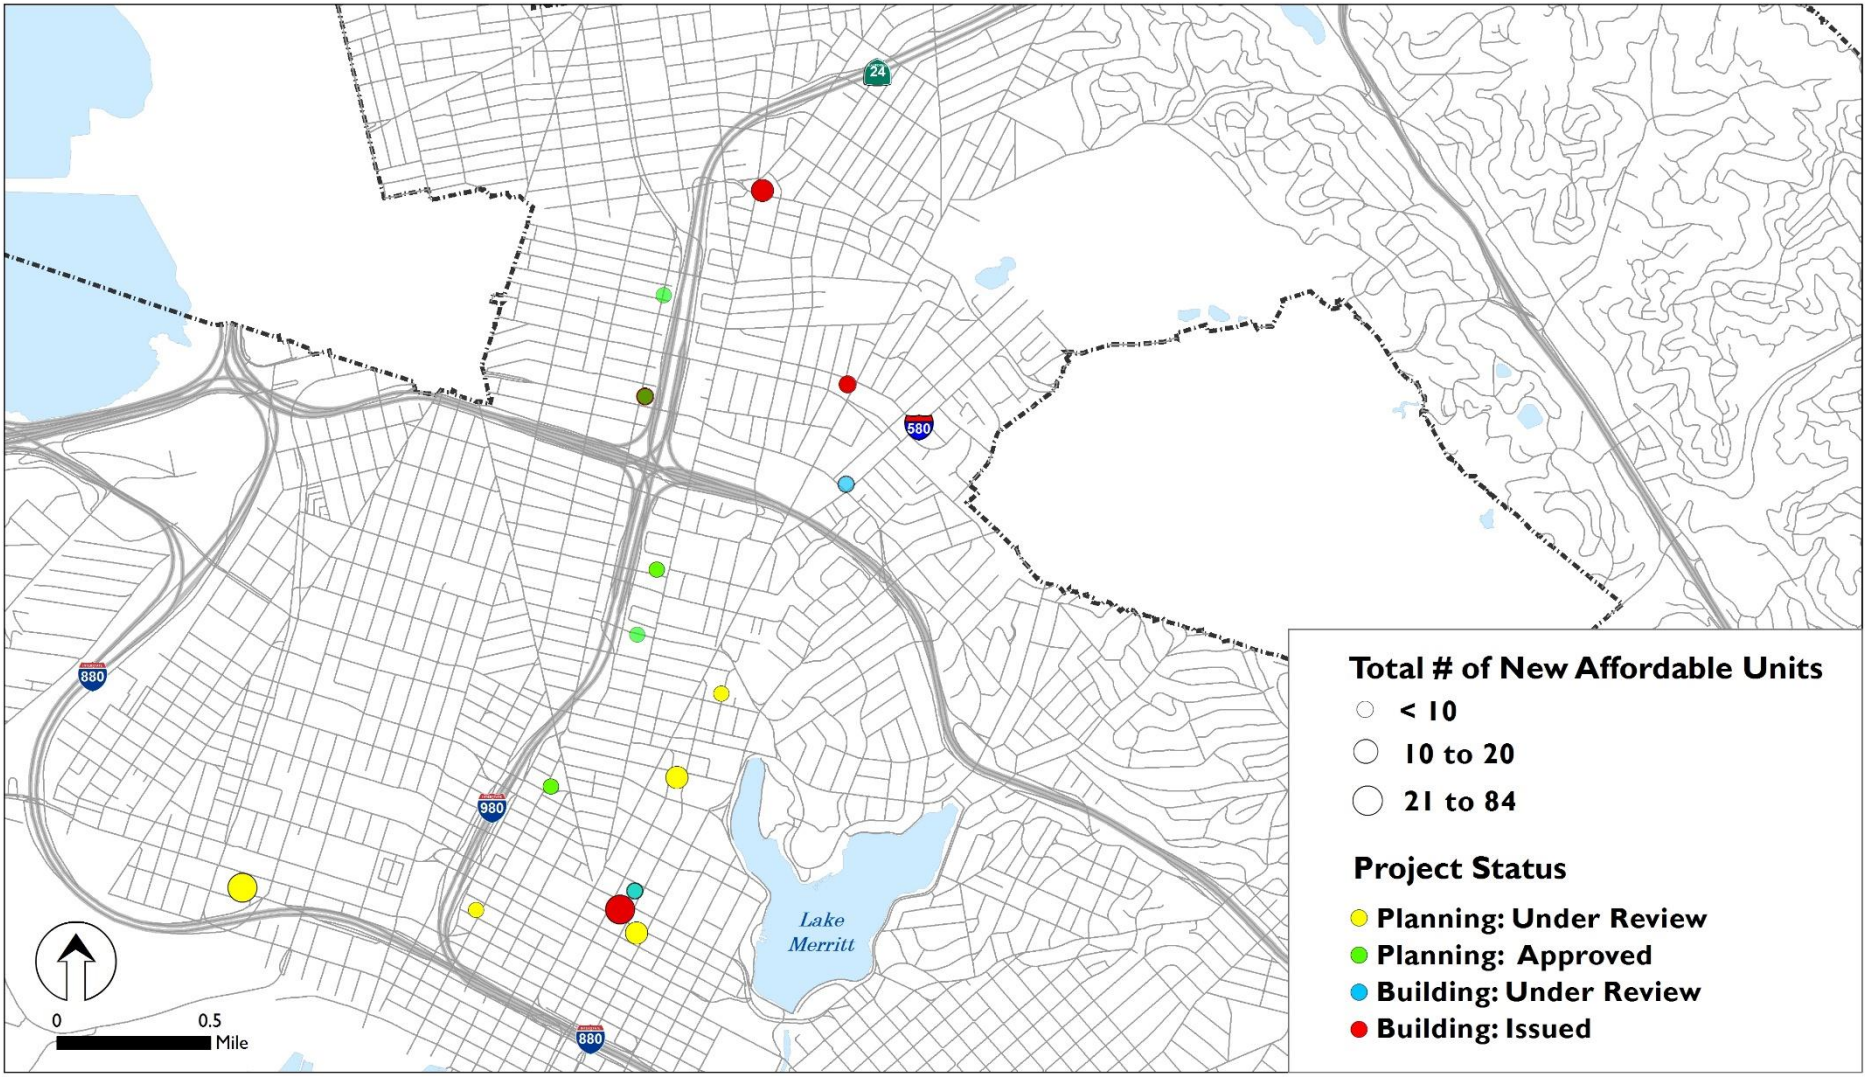 24
580
880
980
Lake
Merritt
880
0 0.5
Mile
Total # of New Affordable Units
< 10
10 to 20
21 to 84
Project Status
Planning: Under Review
Planning: Approved
Building: Under Review
Building: Issued